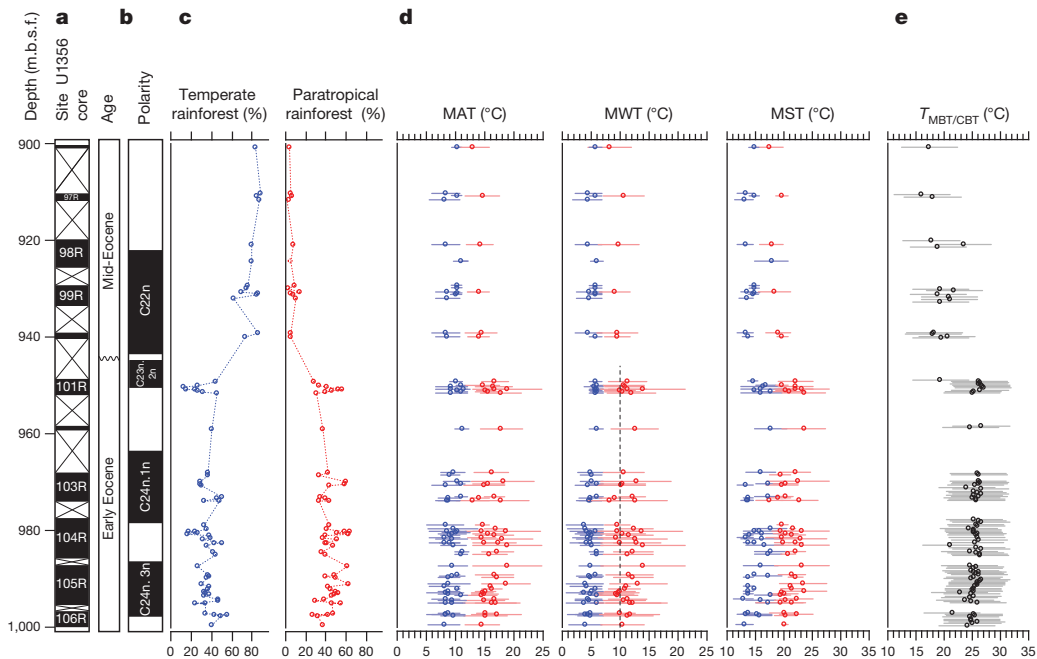 a b c d e
Depth (m.b.s.f.)
Site U1356
core
Age
Polarity
Temperate
rainforest (%)
Paratropical
rainforest (%)
MAT (°C)
MWT (°C)
MST (°C)
TMBT/CBT (°C)
900
920
940
960
980
1,000
97R
98R
99R
101R
103R
104R
105R
106R
Mid-Eocene
Early Eocene
C22n
C23n.
2n
C24n.1n
C24n. 3n
0 20 40 60 80
0 20 40 60 80
0 5 10 15 20 25
0 5 10 15 20 25
10 15 20 25 30 35
10 15 20 25 30 35